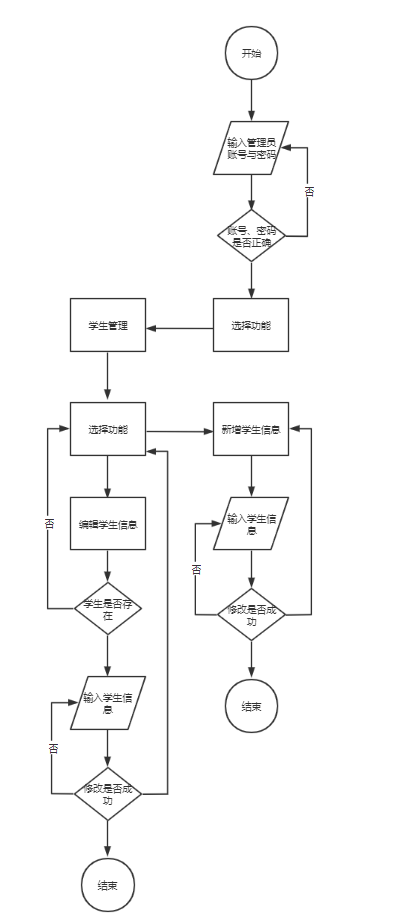 开始
输入管理员
账号与密码
否
账号、密码
是否正确
学生管理
选择功能
选择功能
新增学生信息
否
编辑学生信息
输入学生信
息
否
学生是否存
在
修改是否成
功
输入学生信
息
结束
否
修改是否成
功
结束